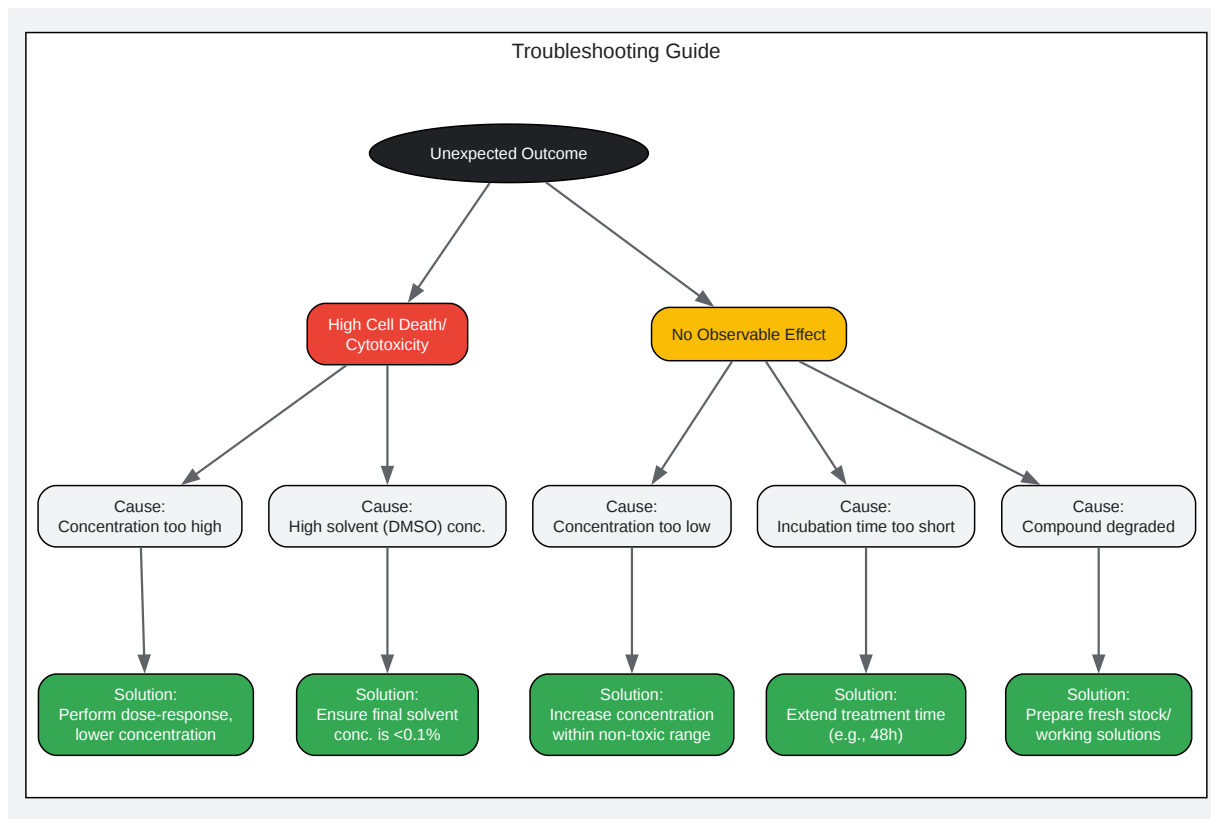 Troubleshooting Guide
Unexpected Outcome
High Cell Death/
Cytotoxicity
No Observable Effect
Cause:
Concentration too high
Cause:
High solvent (DMSO) conc.
Cause:
Concentration too low
Cause:
Incubation time too short
Cause:
Compound degraded
Solution:
Perform dose-response,
lower concentration
Solution:
Ensure final solvent
conc. is <0.1%
Solution:
Increase concentration
within non-toxic range
Solution:
Extend treatment time
(e.g., 48h)
Solution:
Prepare fresh stock/
working solutions